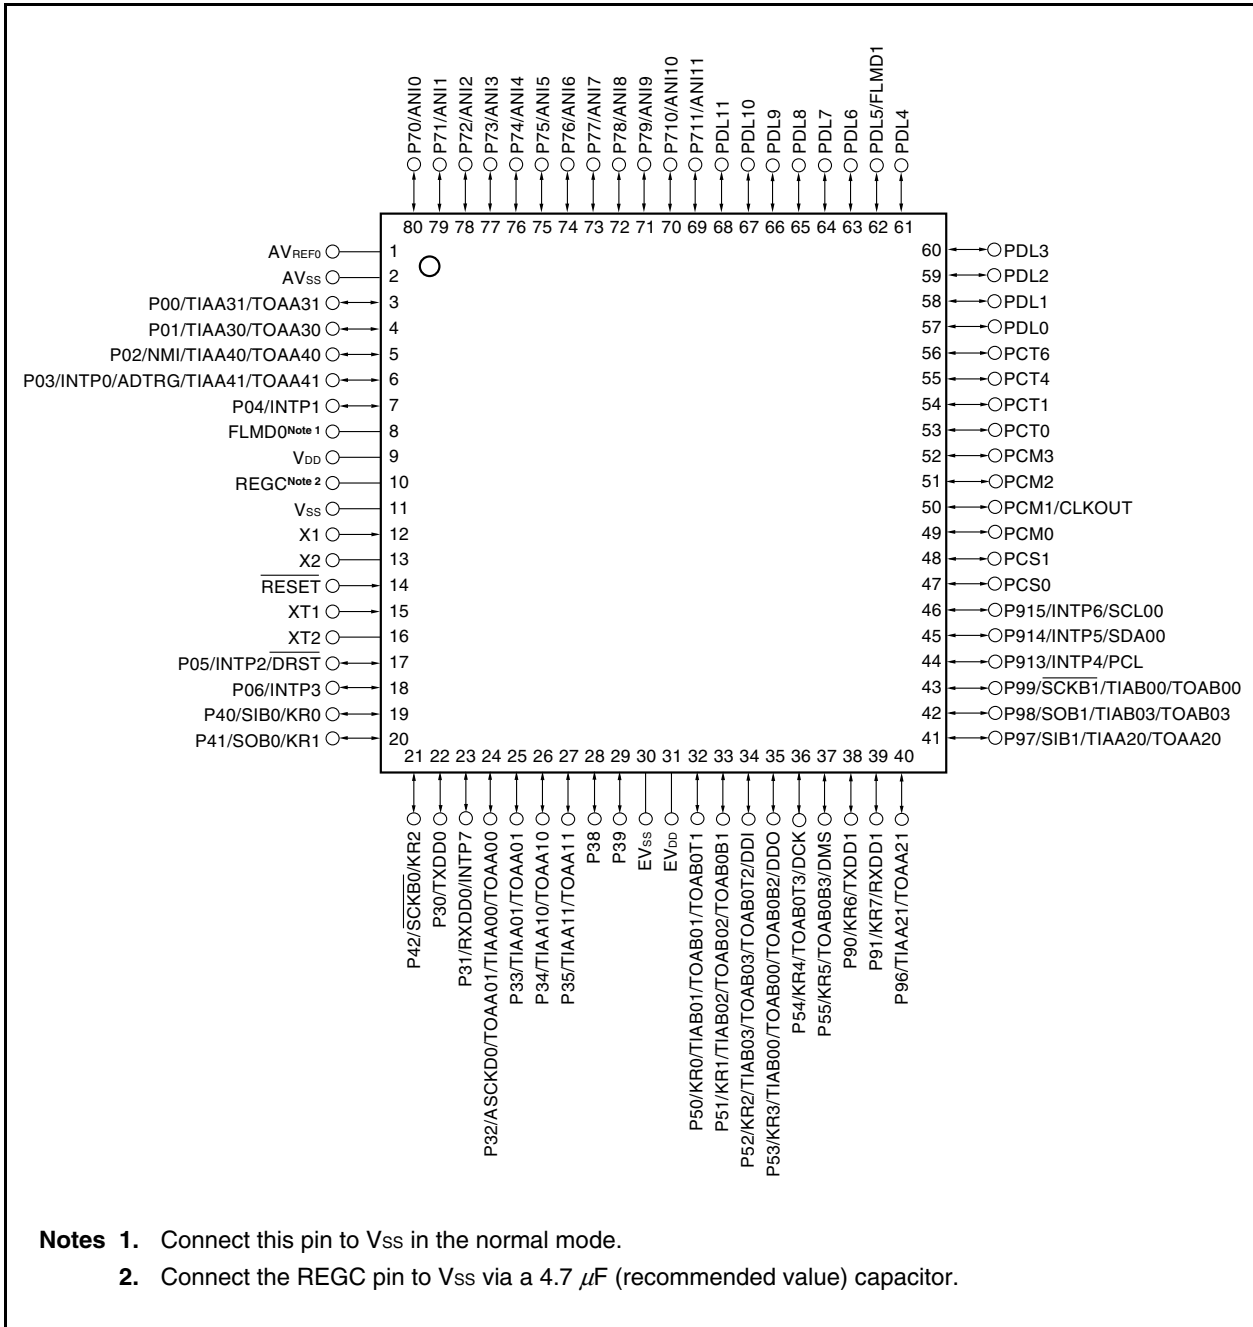 P70/ANI0
P71/ANI1
P72/ANI2
P73/ANI3
P74/ANI4
P75/ANI5
P76/ANI6
P77/ANI7
P78/ANI8
P79/ANI9
P710/ANI10
P711/ANI11
PDL11
PDL10
PDL9
PDL8
PDL7
PDL6
PDL5/FLMD1
PDL4
80 79 78 77 76 75 74 73 72 71 70 69 68 67 66 65 64 63 62 61
AVREF0 1
AVSS 2
P00/TIAA31/TOAA31 3
P01/TIAA30/TOAA30 4
P02/NMI/TIAA40/TOAA40 5
P03/INTP0/ADTRG/TIAA41/TOAA41 6
P04/INTP1 7
FLMD0Note 1 8
VDD 9
REGCNote 2 10
VSS 11
X1 12
X2 13
RESET 14
XT1 15
XT2 16
P05/INTP2/DRST 17
P06/INTP3 18
P40/SIB0/KR0 19
P41/SOB0/KR1 20
60 PDL3
59 PDL2
58 PDL1
57 PDL0
56 PCT6
55 PCT4
54 PCT1
53 PCT0
52 PCM3
51 PCM2
50 PCM1/CLKOUT
49 PCM0
48 PCS1
47 PCS0
46 P915/INTP6/SCL00
45 P914/INTP5/SDA00
44 P913/INTP4/PCL
43 P99/SCKB1/TIAB00/TOAB00
42 P98/SOB1/TIAB03/TOAB03
41 P97/SIB1/TIAA20/TOAA20
21 22 23 24 25 26 27 28 29 30 31 32 33 34 35 36 37 38 39 40
P42/SCKB0/KR2
P30/TXDD0
P31/RXDD0/INTP7
P32/ASCKD0/TOAA01/TIAA00/TOAA00
P33/TIAA01/TOAA01
P34/TIAA10/TOAA10
P35/TIAA11/TOAA11
P38
P39
EVSS
EVDD
P50/KR0/TIAB01/TOAB01/TOAB0T1
P51/KR1/TIAB02/TOAB02/TOAB0B1
P52/KR2/TIAB03/TOAB03/TOAB0T2/DDI
P53/KR3/TIAB00/TOAB00/TOAB0B2/DDO
P54/KR4/TOAB0T3/DCK
P55/KR5/TOAB0B3/DMS
P90/KR6/TXDD1
P91/KR7/RXDD1
P96/TIAA21/TOAA21
Notes 1. Connect this pin to VSS in the normal mode.
2. Connect the REGC pin to VSS via a 4.7 μF (recommended value) capacitor.